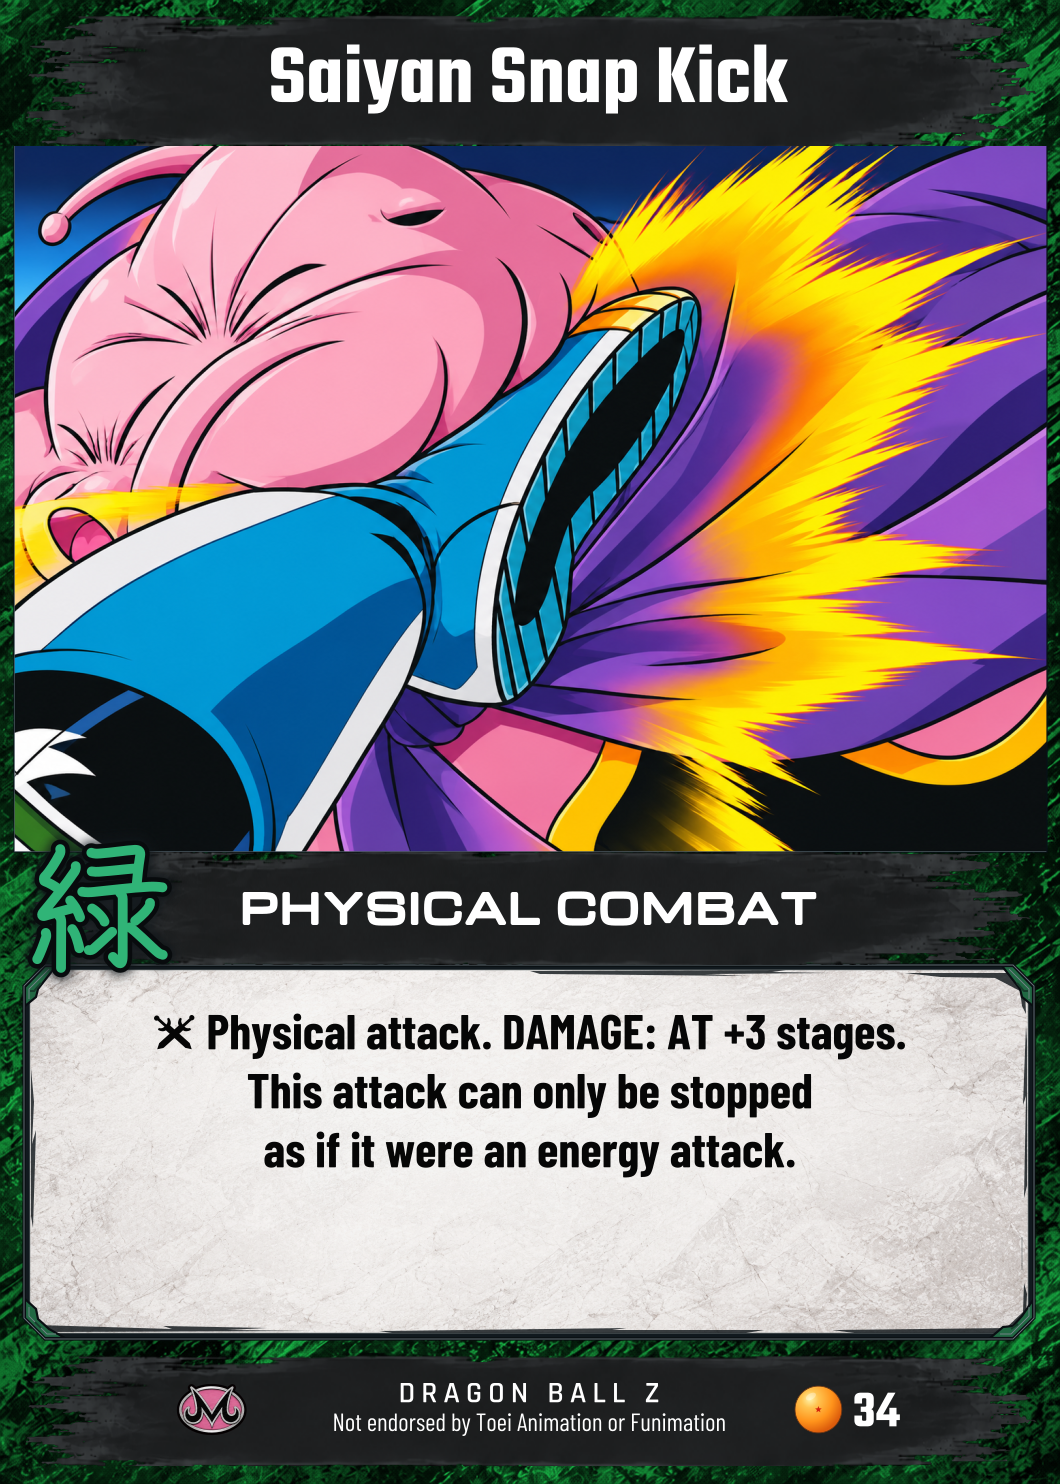 Saiyan Snap Kick
緑
PHYSICAL COMBAT
Physical attack. DAMAGE: AT +3 stages.
This attack can only be stopped
as if it were an energy attack.
M
DRAGON BALL Z
Not endorsed by Toei Animation or Funimation
34